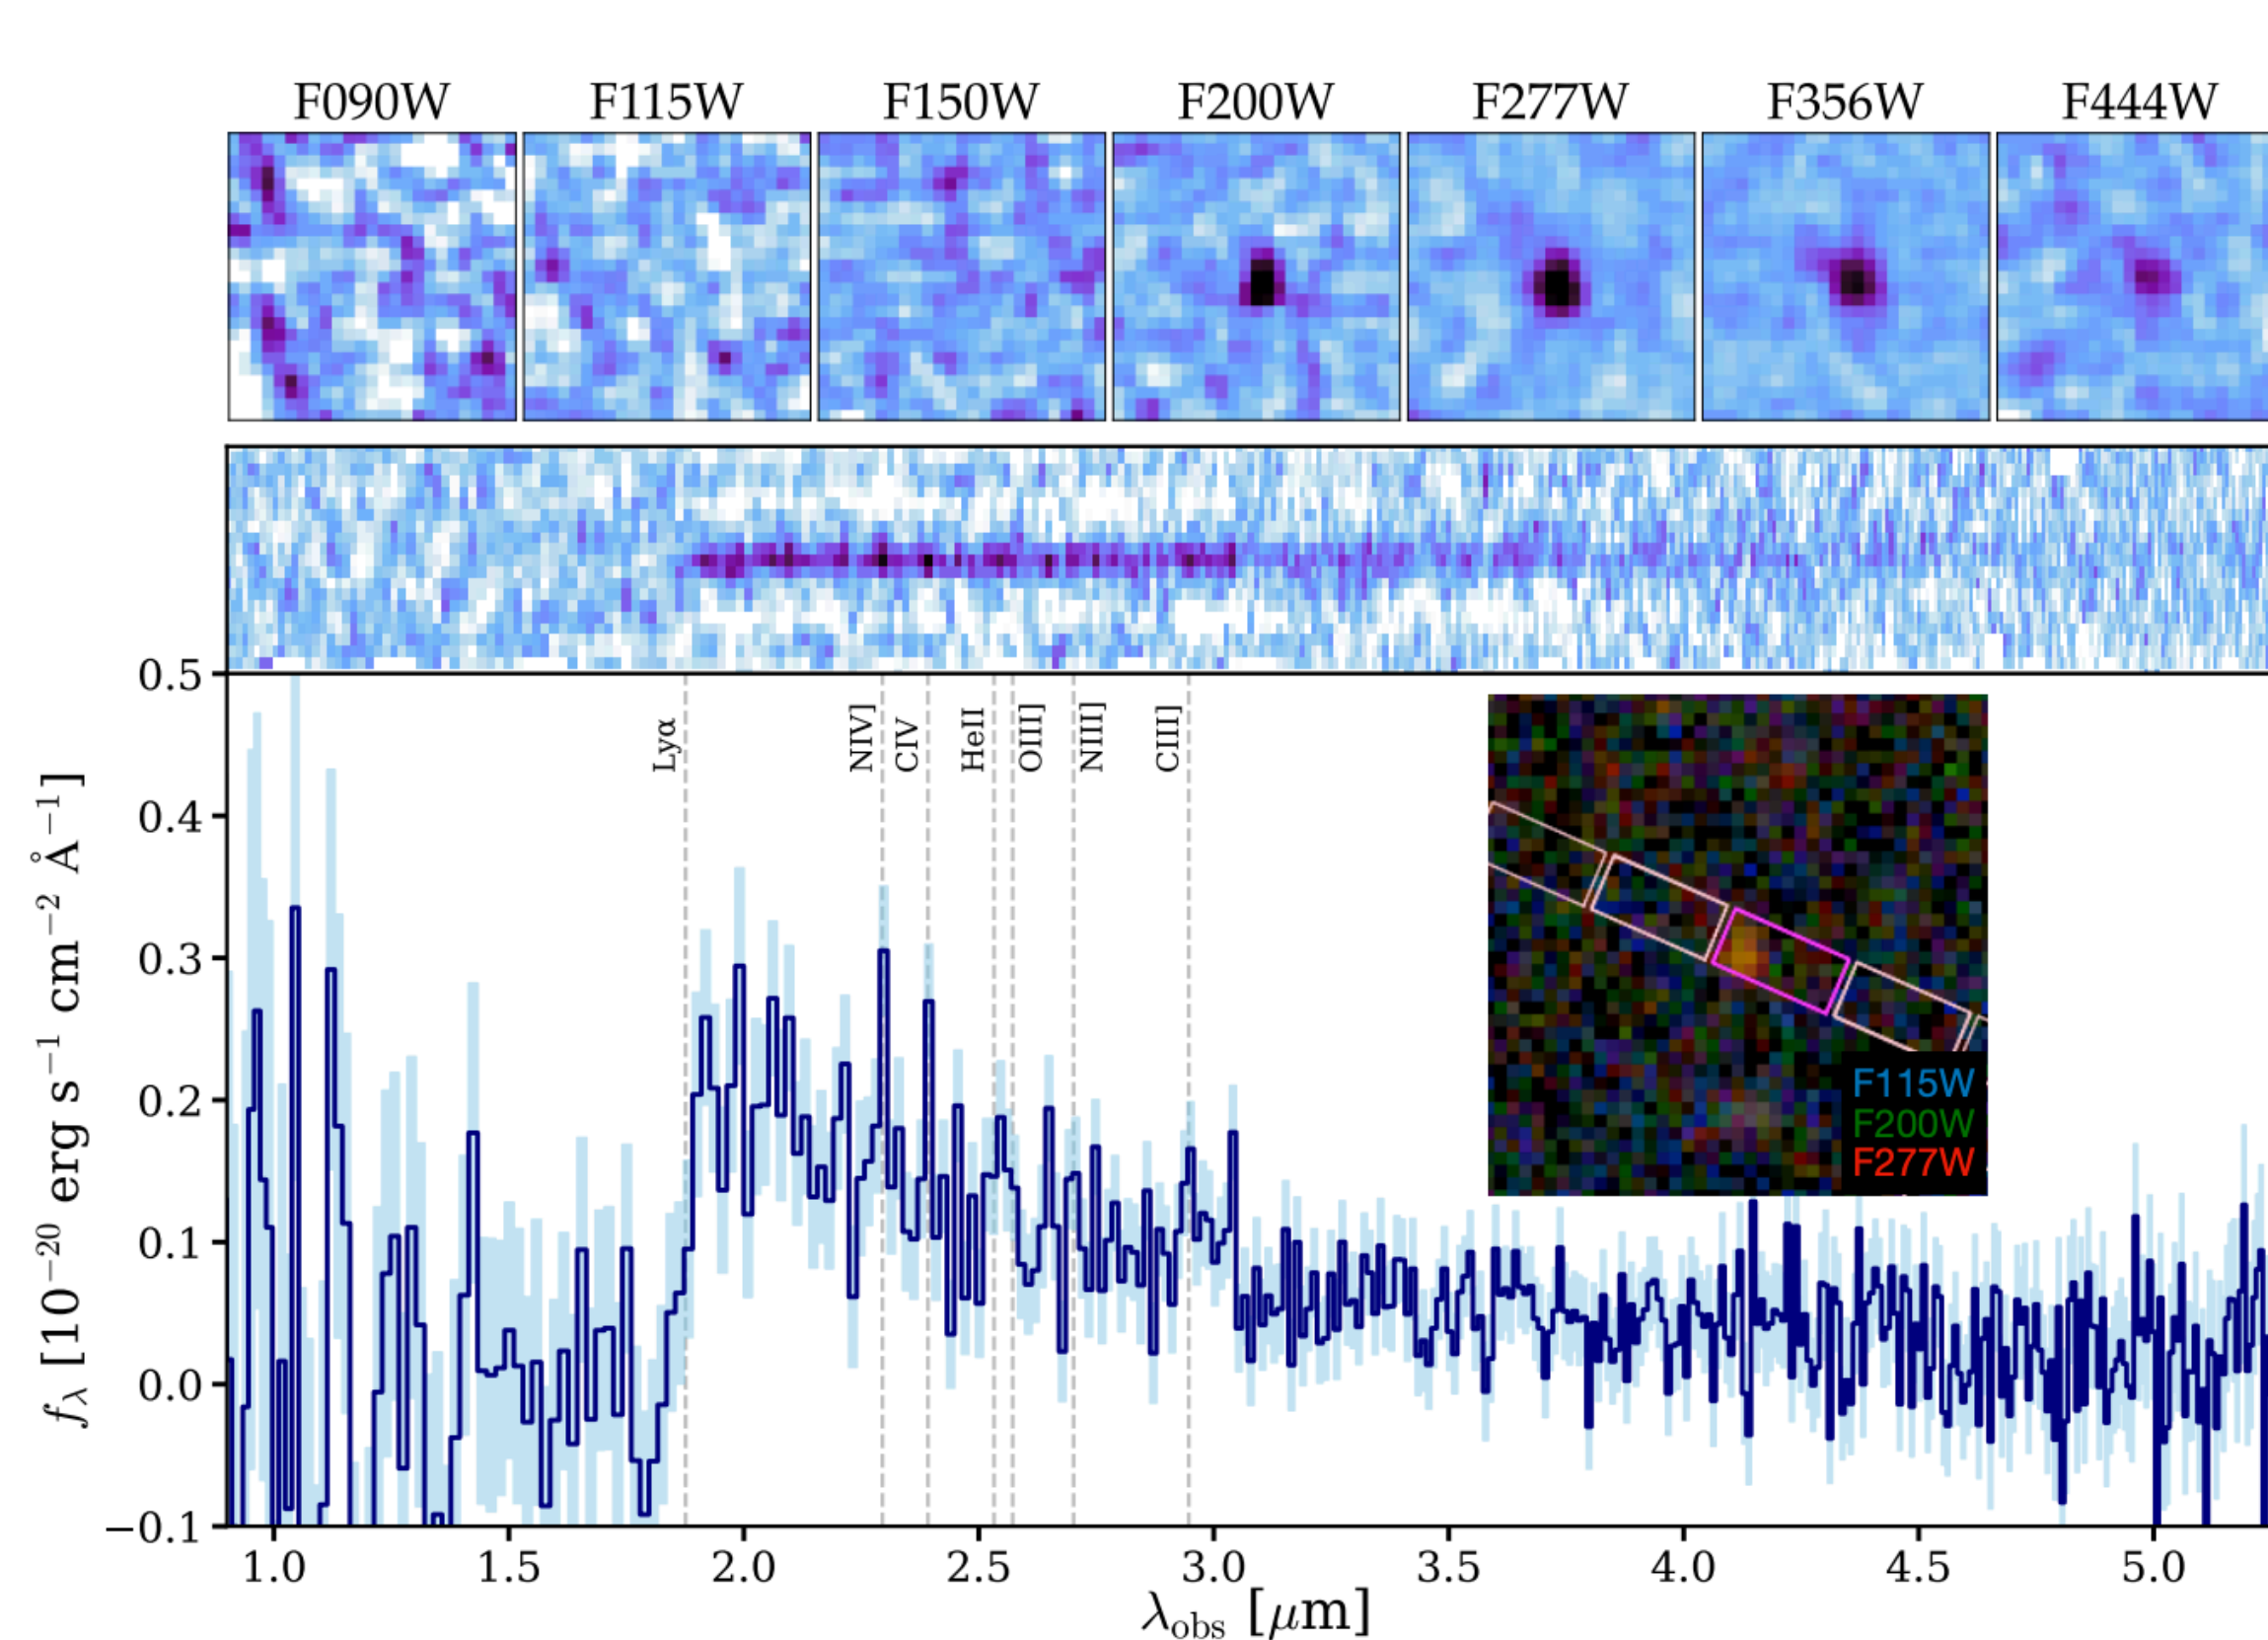 F090W F115W F150W F200W F277W F356W F444W
Lyα NIV] CIV HeII OIII] NIII] CIII]
F115W
F200W
F277W
0.5
0.4
0.3
0.2
0.1
0.0
−0.1
f_λ [10⁻²⁰ erg s⁻¹ cm⁻² Å⁻¹]
1.0 1.5 2.0 2.5 3.0 3.5 4.0 4.5 5.0
λ_obs [μm]